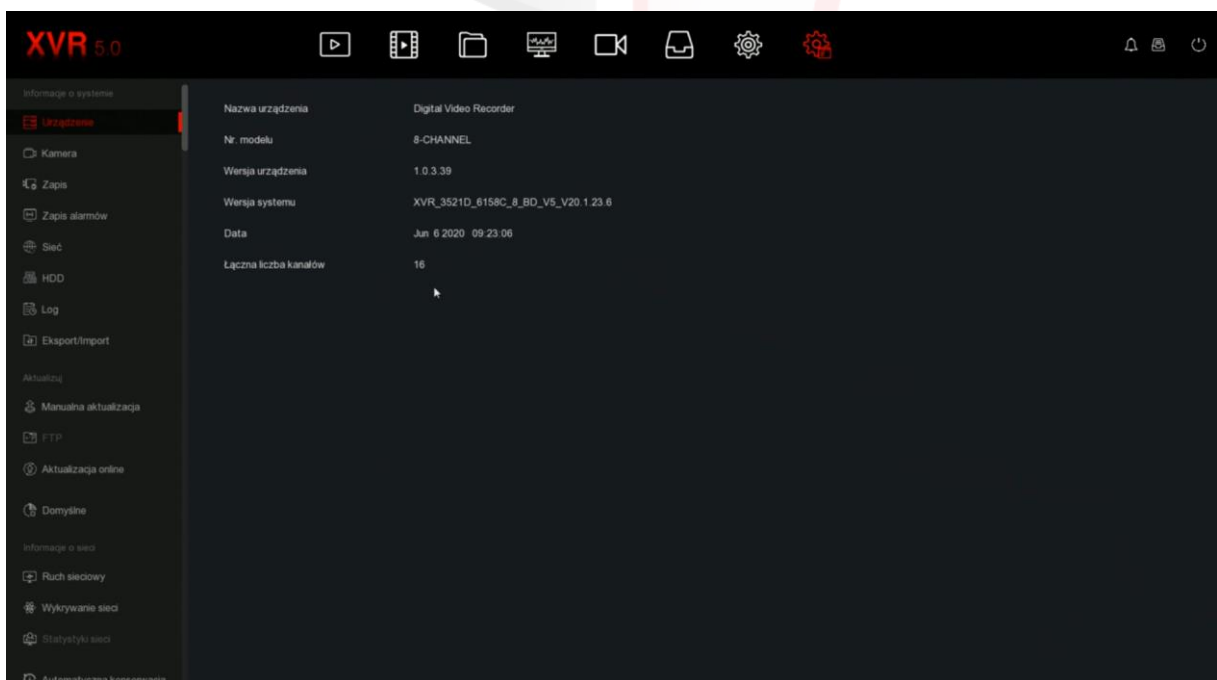 XVR 5.0
Informacje o systemie
Urządzenie
Kamera
Zapis
Zapis alarmów
Sieć
HDD
Log
Eksport/Import
Aktualizuj
Manualna aktualizacja
FTP
Aktualizacja online
Domyślne
Informacje o sieci
Ruch sieciowy
Wykrywanie sieci
Statystyki sieci
Automatyczna konserwacja
Nazwa urządzenia Digital Video Recorder
Nr. modelu 8-CHANNEL
Wersja urządzenia 1.0.3.39
Wersja systemu XVR_3521D_6158C_8_BD_V5_V20.1.23.6
Data Jun 6 2020 09:23:06
Łączna liczba kanałów 16